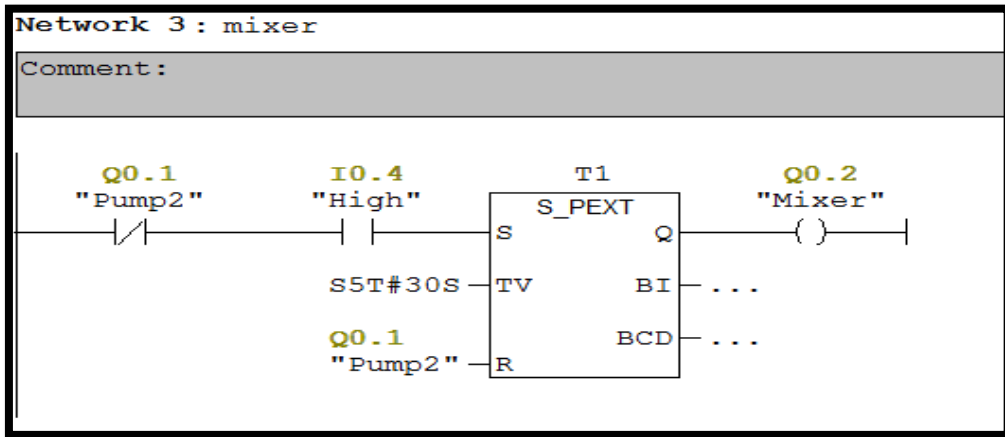 Network 3: mixer
Comment:
Q0.1 I0.4 T1 Q0.2
"Pump2" "High" S_PEXT "Mixer"
S Q
S5T#30S TV BI ...
Q0.1 BCD ...
"Pump2" R